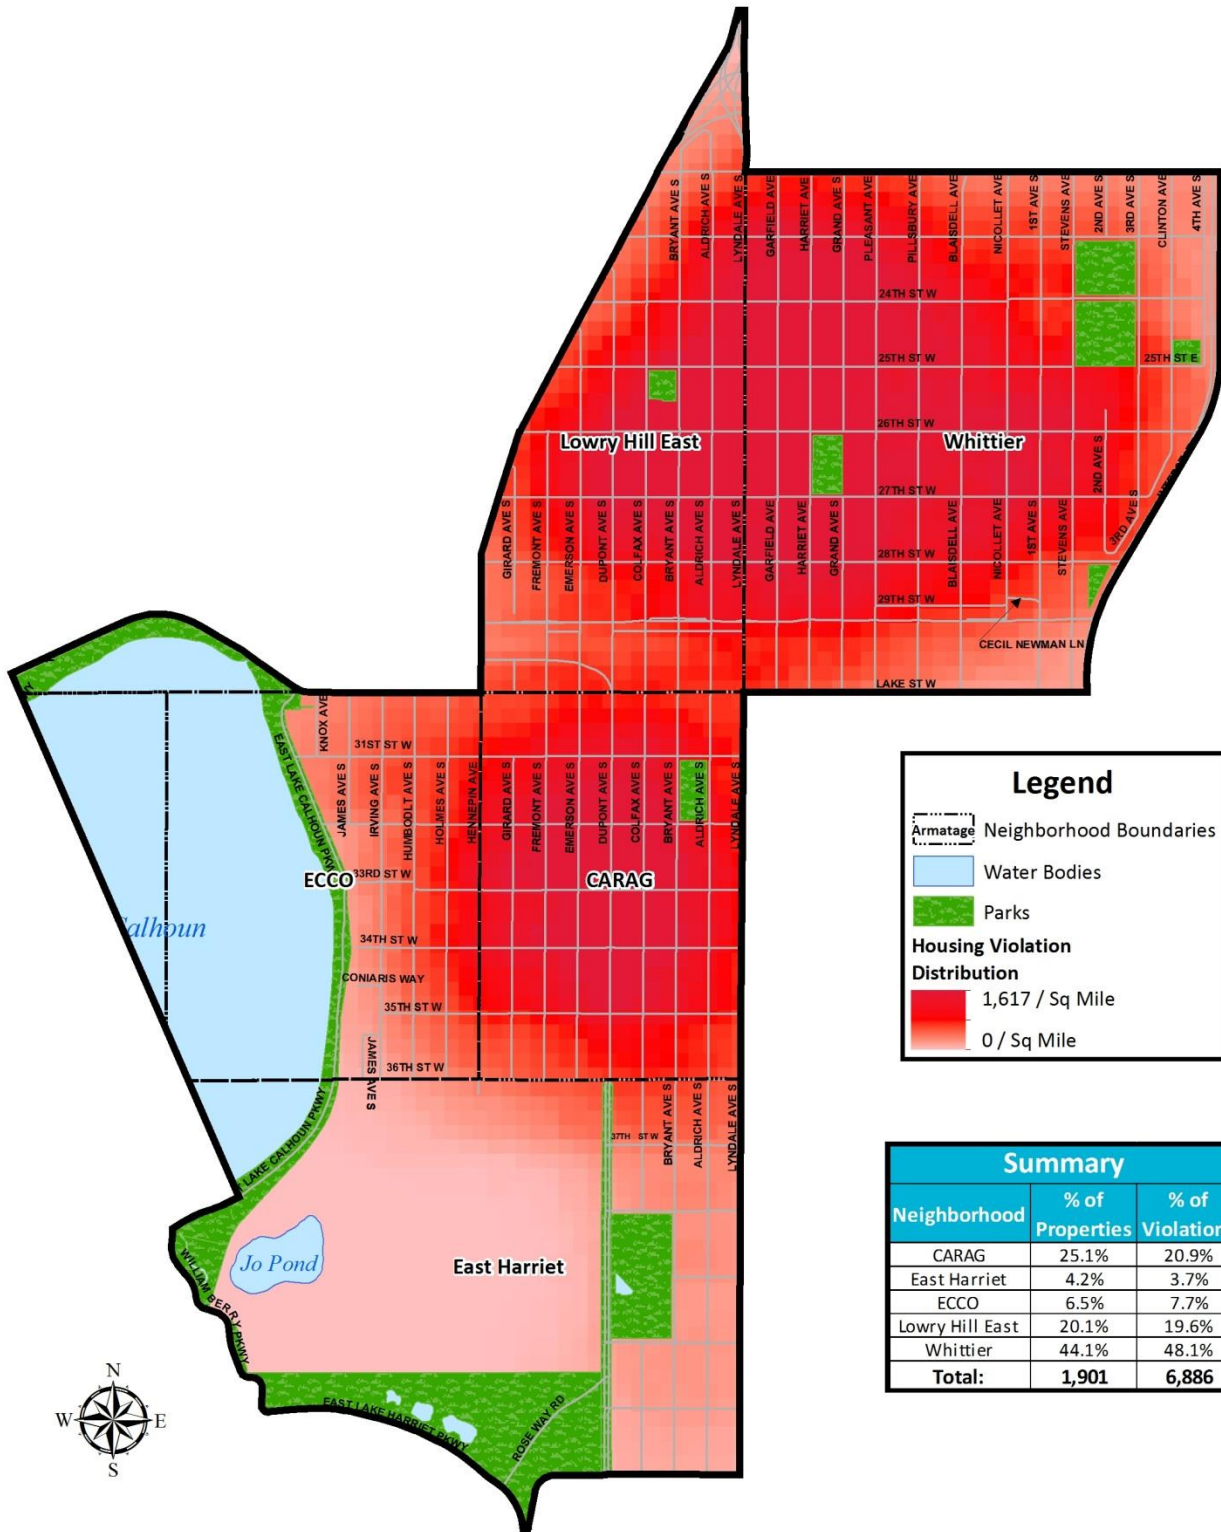 BRYANT AVE S
ALDRICH AVE S
LYNDALE AVE S
GARFIELD AVE
HARRIET AVE
GRAND AVE S
PLEASANT AVE
PILLSBURY AVE
BLAISDELL AVE
NICOLLET AVE
1ST AVE S
STEVENS AVE
2ND AVE S
3RD AVE S
CLINTON AVE
4TH AVE S
24TH ST W
25TH ST W
25TH ST E
26TH ST W
Lowry Hill East
Whittier
27TH ST W
2ND AVE S
3RD AVE S
GIRARD AVE S
FREMONT AVE S
EMERSON AVE S
DUPONT AVE S
COLFAX AVE S
BRYANT AVE S
ALDRICH AVE S
LYNDALE AVE S
GARFIELD AVE
HARRIET AVE
GRAND AVE S
BLAISDELL AVE
NICOLLET AVE
1ST AVE S
STEVENS AVE
28TH ST W
29TH ST W
CECIL NEWMAN LN
LAKE ST W
KNOX AVE
31ST ST W
EAST LAKE CALHOUN PKWY
JAMES AVE S
IRVING AVE S
HUMBODLT AVE S
HOLMES AVE S
HENNEPIN AVE
GIRARD AVE S
FREMONT AVE S
EMERSON AVE S
DUPONT AVE S
COLFAX AVE S
BRYANT AVE S
ALDRICH AVE S
LYNDALE AVE S
33RD ST W
ECCO
CARAG
alhoun
34TH ST W
CONIARIS WAY
35TH ST W
JAMES AVE S
36TH ST W
LAKE CALHOUN PKWY
37TH ST W
BRYANT AVE S
ALDRICH AVE S
LYNDALE AVE S
Jo Pond
East Harriet
WILLIAM BERRY PKWY
EAST LAKE HARRIET PKWY
ROSE WAY RD
N
W E
S
Legend
Armatage Neighborhood Boundaries
Water Bodies
Parks
Housing Violation
Distribution
1,617 / Sq Mile
0 / Sq Mile
Summary
Neighborhood % of Properties % of Violation
CARAG 25.1% 20.9%
East Harriet 4.2% 3.7%
ECCO 6.5% 7.7%
Lowry Hill East 20.1% 19.6%
Whittier 44.1% 48.1%
Total: 1,901 6,886